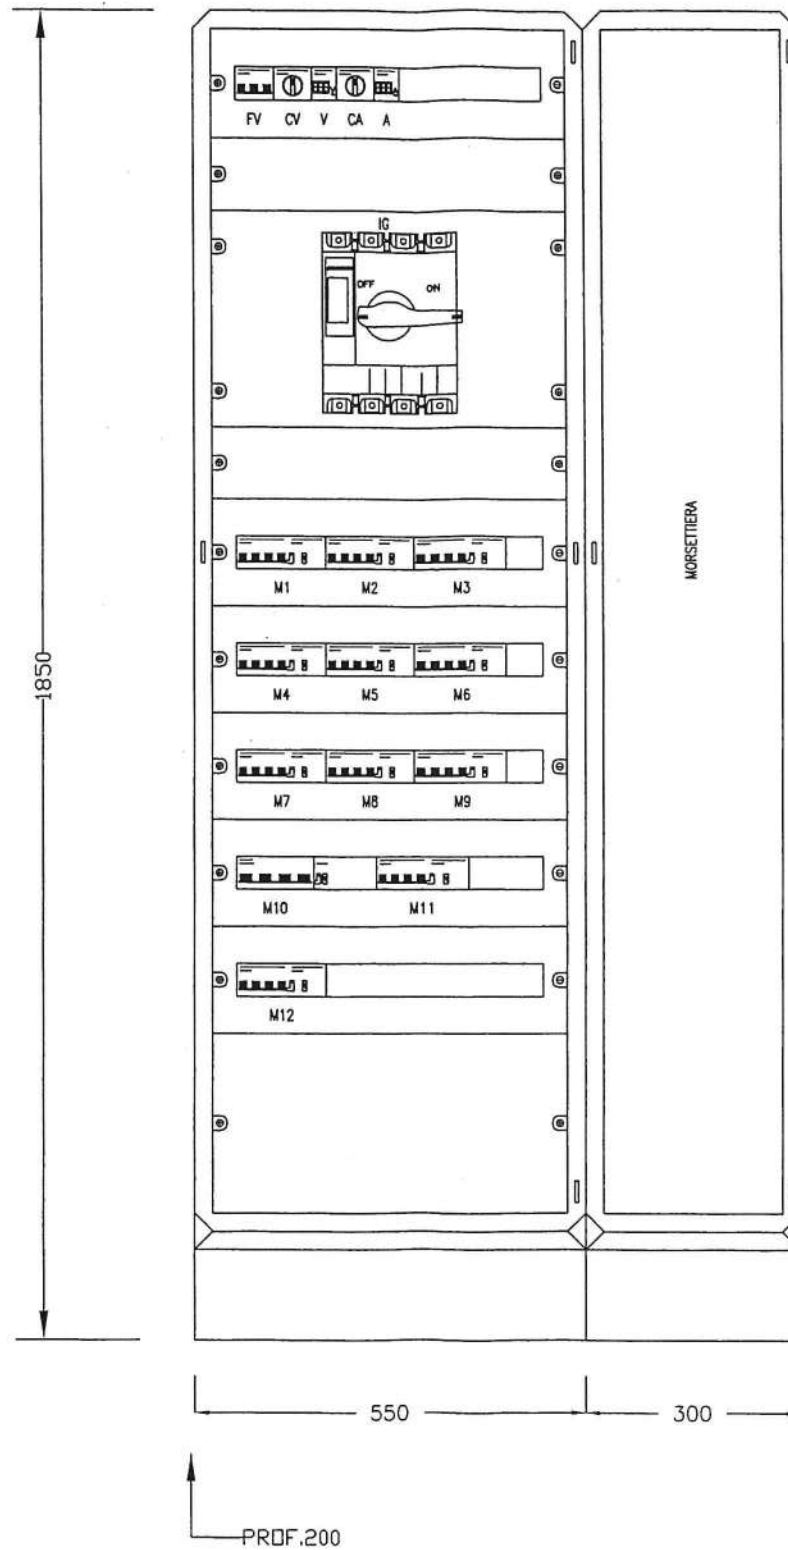 FV CV V CA A
IG
OFF ON
M1 M2 M3
MORSETTIERA
M4 M5 M6
1850
M7 M8 M9
M10 M11
M12
550 300
PROF.200